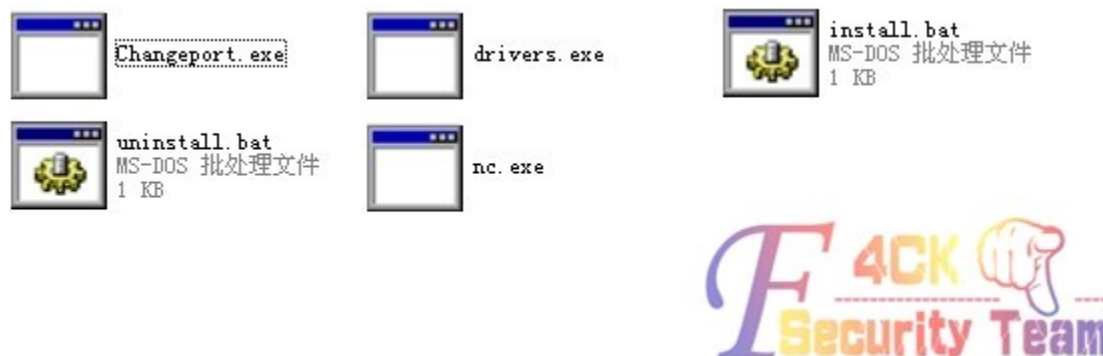 Changeport.exe
drivers.exe
install.bat
MS-DOS 批处理文件
1 KB
uninstall.bat
MS-DOS 批处理文件
1 KB
nc.exe
F 4CK
Security Team